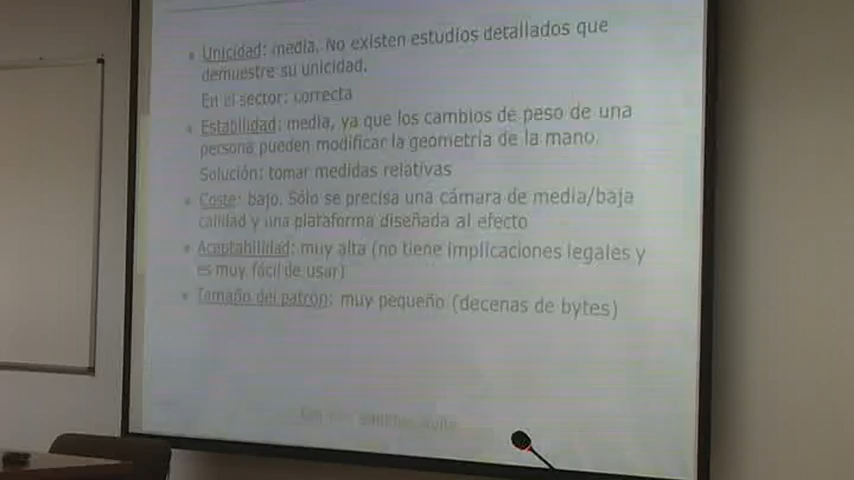 • Unicidad: media. No existen estudios detallados que
demuestre su unicidad.
En el sector: correcta
• Estabilidad: media, ya que los cambios de peso de una
persona pueden modificar la geometría de la mano.
Solución: tomar medidas relativas
• Coste: bajo. Sólo se precisa una cámara de media/baja
calidad y una plataforma diseñada al efecto
• Aceptabilidad: muy alta (no tiene implicaciones legales y
es muy fácil de usar)
• Tamaño del patrón: muy pequeño (decenas de bytes)